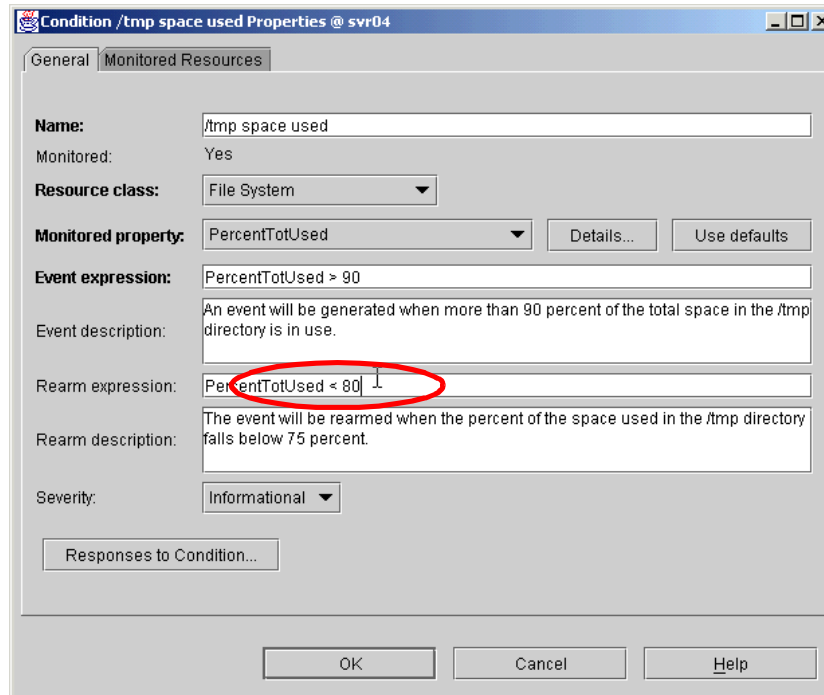 Condition /tmp space used Properties @ svr04
General Monitored Resources
Name: /tmp space used
Monitored: Yes
Resource class: File System
Monitored property: PercentTotUsed Details... Use defaults
Event expression: PercentTotUsed > 90
An event will be generated when more than 90 percent of the total space in the /tmp
Event description: directory is in use.
Rearm expression: PercentTotUsed < 80
The event will be rearmed when the percent of the space used in the /tmp directory
Rearm description: falls below 75 percent.
Severity: Informational
Responses to Condition...
OK Cancel Help